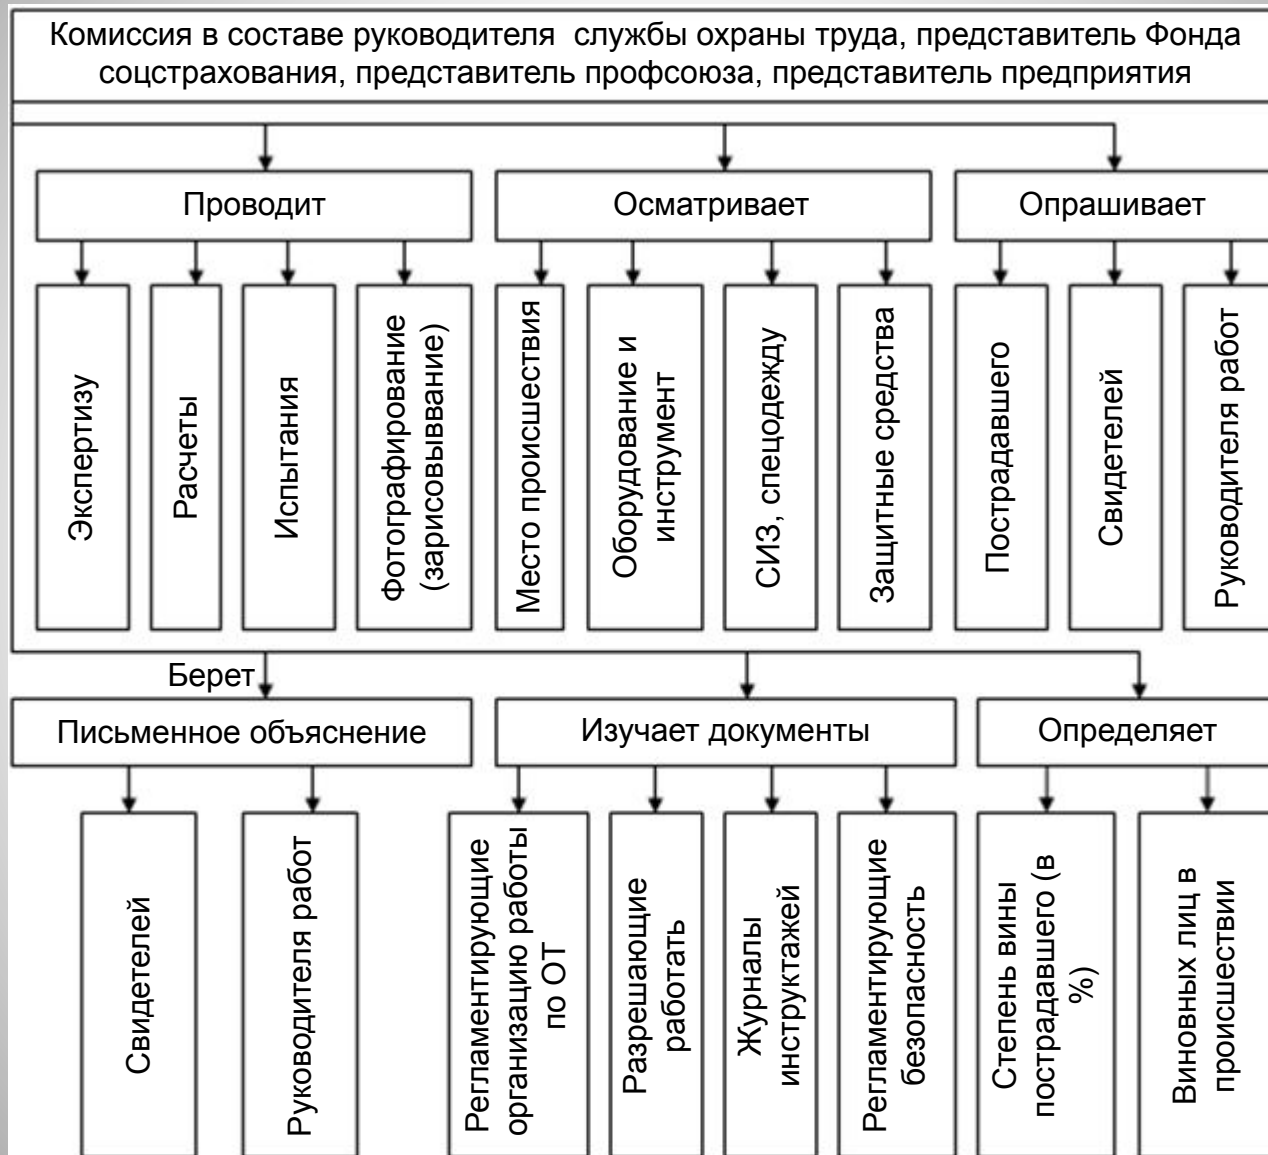 Комиссия в составе руководителя службы охраны труда, представитель Фонда
соцстрахования, представитель профсоюза, представитель предприятия
Проводит
Осматривает
Опрашивает
Экспертизу
Расчеты
Испытания
Фотографирование
(зарисовыввание)
Место происшествия
Оборудование и
инструмент
СИЗ, спецодежду
Защитные средства
Пострадавшего
Свидетелей
Руководителя работ
Берет
Письменное объяснение
Изучает документы
Определяет
Свидетелей
Руководителя работ
Регламентирующие
организацию работы
по ОТ
Разрешающие
работать
Журналы
инструктажей
Регламентирующие
безопасность
Степень вины
пострадавшего (в
%)
Виновных лиц в
происшествии